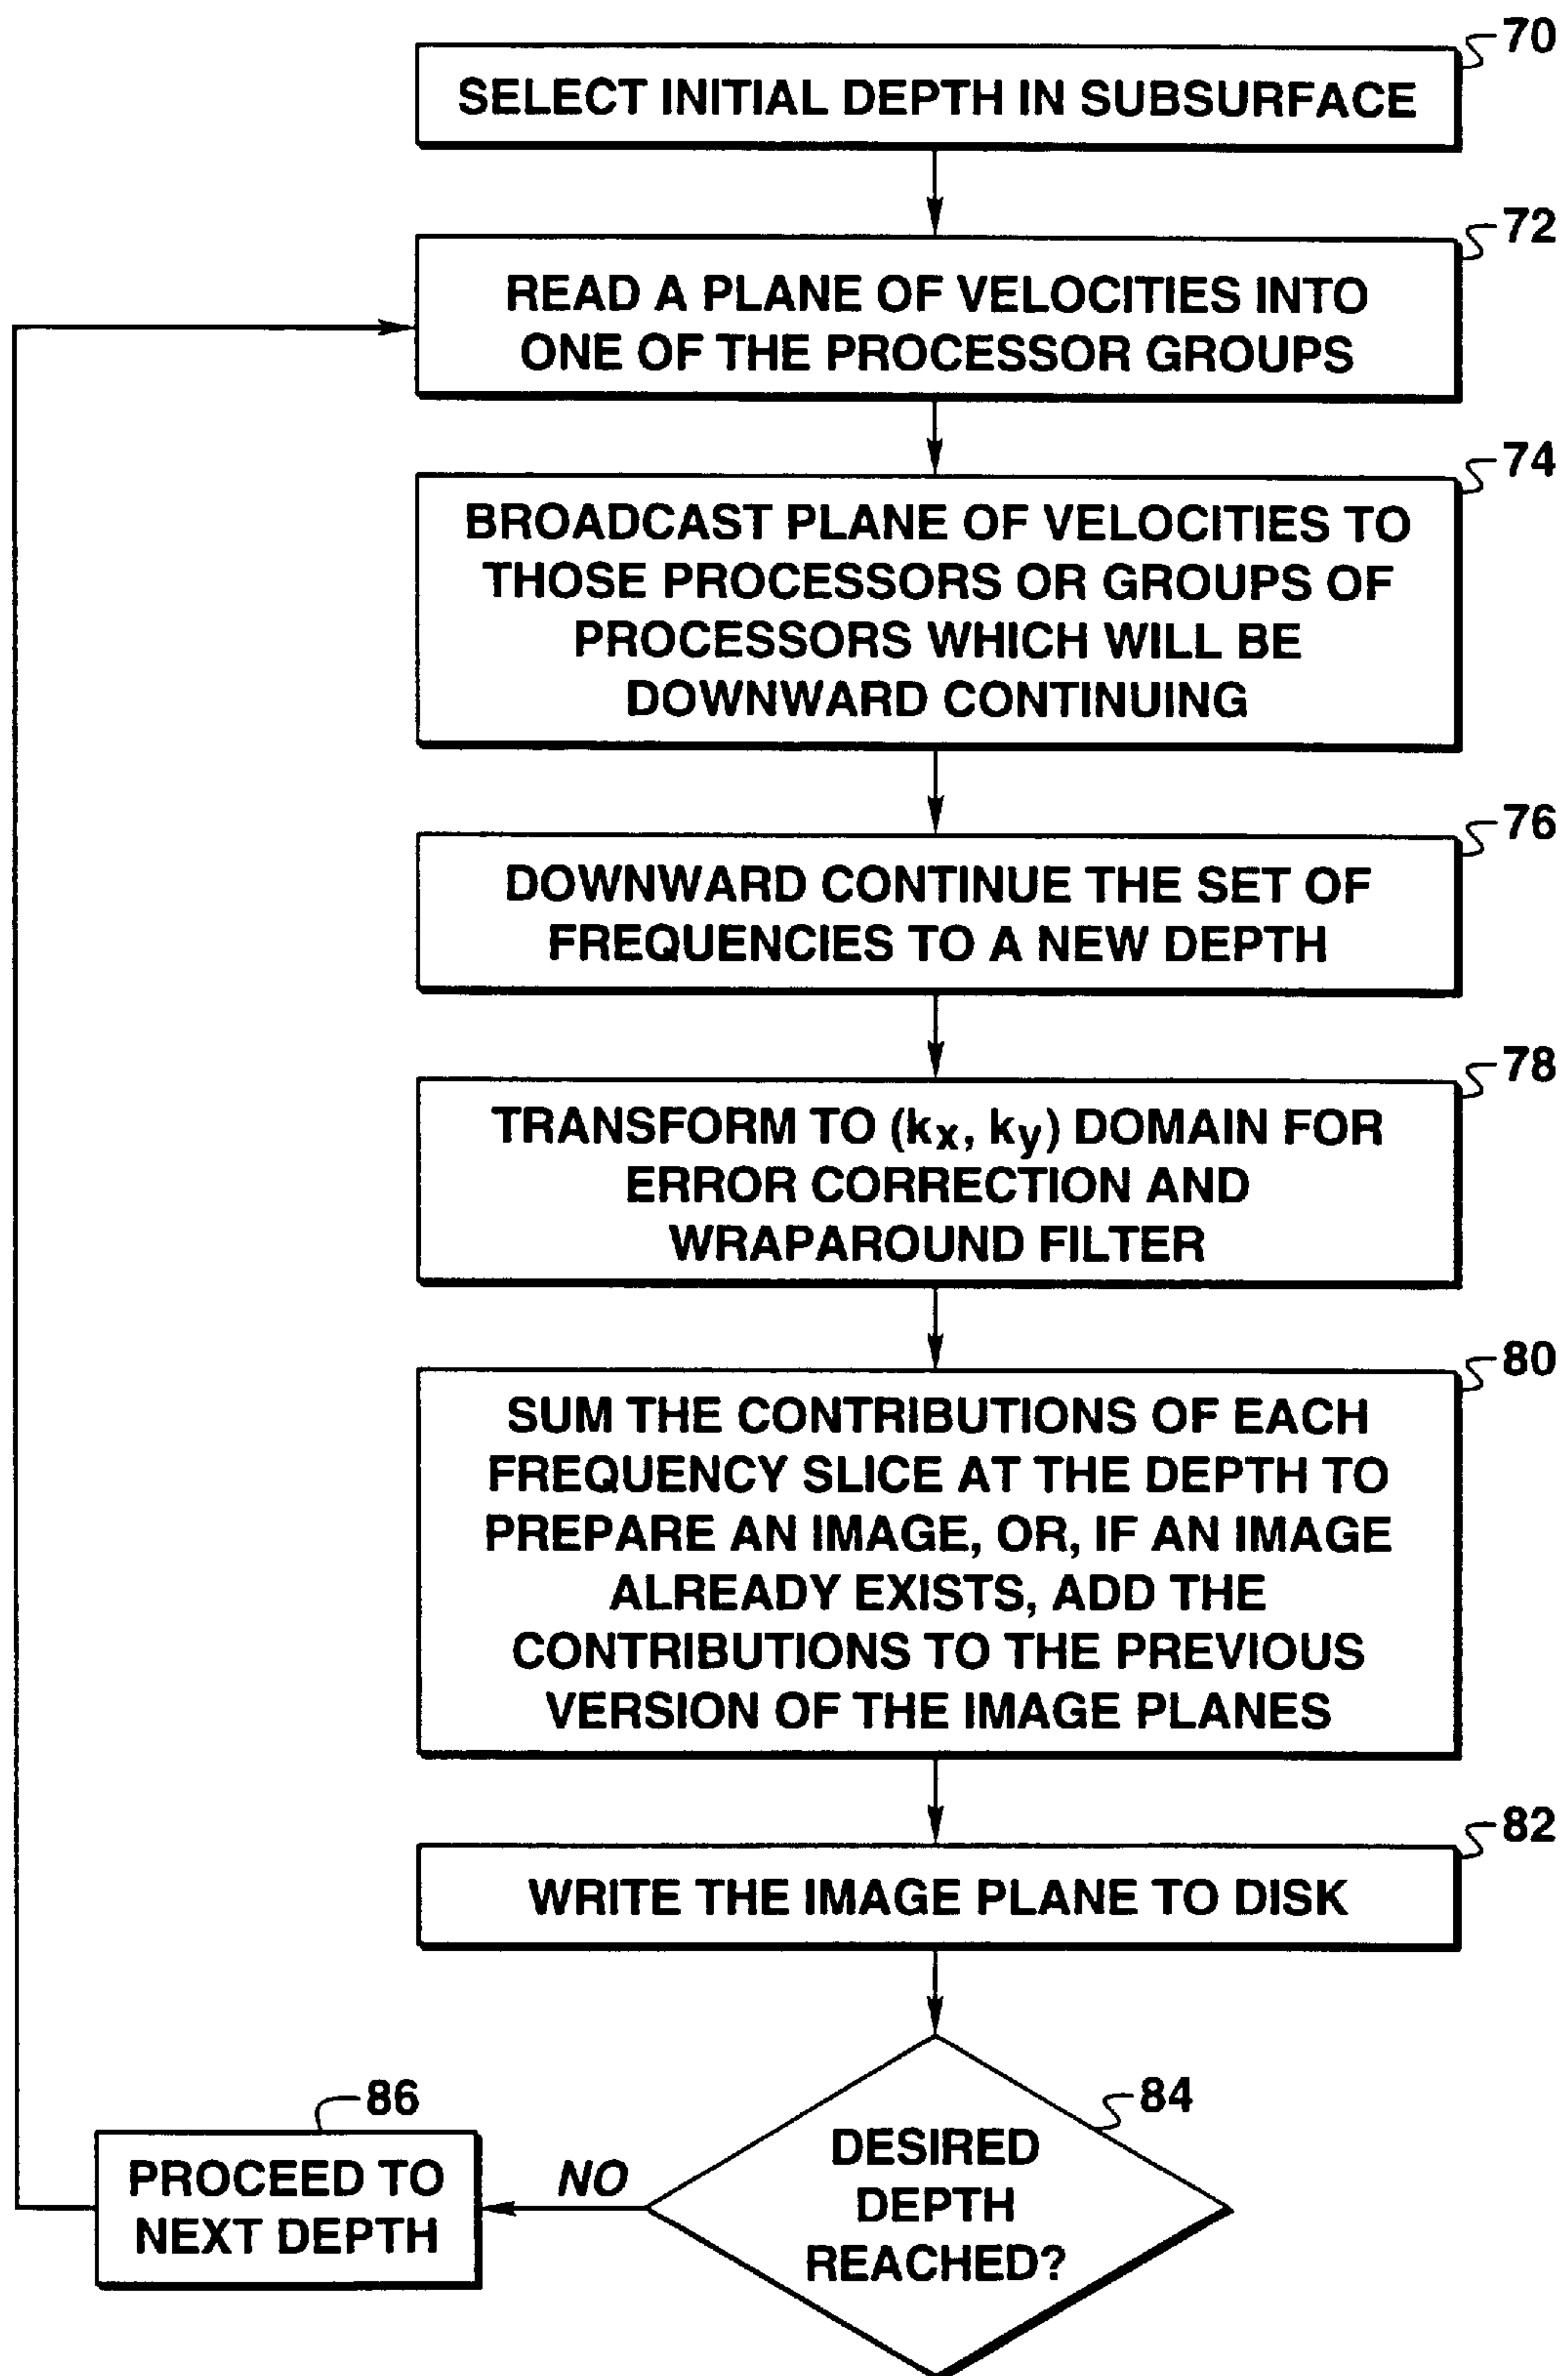 70
SELECT INITIAL DEPTH IN SUBSURFACE
72
READ A PLANE OF VELOCITIES INTO
ONE OF THE PROCESSOR GROUPS
74
BROADCAST PLANE OF VELOCITIES TO
THOSE PROCESSORS OR GROUPS OF
PROCESSORS WHICH WILL BE
DOWNWARD CONTINUING
76
DOWNWARD CONTINUE THE SET OF
FREQUENCIES TO A NEW DEPTH
78
TRANSFORM TO (kx, ky) DOMAIN FOR
ERROR CORRECTION AND
WRAPAROUND FILTER
80
SUM THE CONTRIBUTIONS OF EACH
FREQUENCY SLICE AT THE DEPTH TO
PREPARE AN IMAGE, OR, IF AN IMAGE
ALREADY EXISTS, ADD THE
CONTRIBUTIONS TO THE PREVIOUS
VERSION OF THE IMAGE PLANES
82
WRITE THE IMAGE PLANE TO DISK
84
DESIRED
DEPTH
REACHED?
NO
86
PROCEED TO
NEXT DEPTH